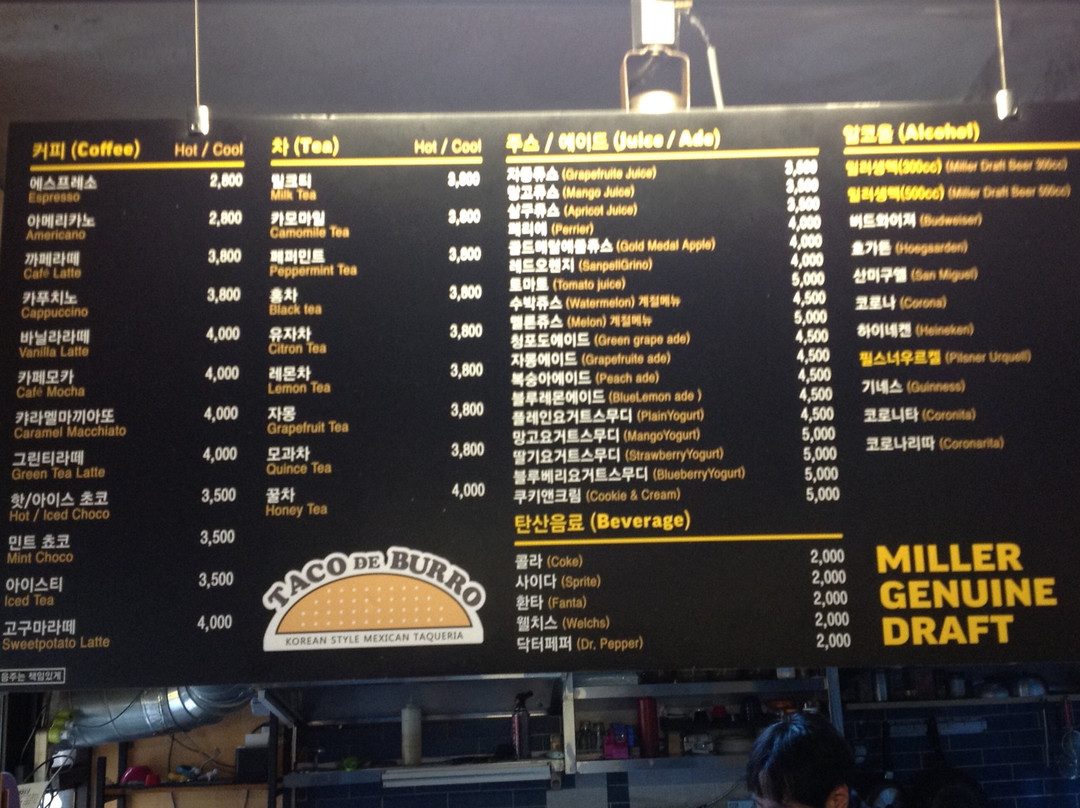 커피 (Coffee) Hot / Cool
에스프레소 2,800
Espresso
아메리카노 2,800
Americano
까페라떼 3,800
Café Latte
카푸치노 3,800
Cappuccino
바닐라라떼 4,000
Vanilla Latte
카페모카 4,000
Café Mocha
캬라멜마끼아또 4,000
Caramel Macchiato
그린티라떼 4,000
Green Tea Latte
핫/아이스 쵸코 3,500
Hot / Iced Choco
민트 쵸코 3,500
Mint Choco
아이스티 3,500
Iced Tea
고구마라떼 4,000
Sweetpotato Latte
음주는 책임있게
차 (Tea) Hot / Cool
밀크티 3,800
Milk Tea
카모마일 3,800
Camomile Tea
페퍼민트 3,800
Peppermint Tea
홍차 3,800
Black tea
유자차 3,800
Citron Tea
레몬차 3,800
Lemon Tea
자몽 3,800
Grapefruit Tea
모과차 3,800
Quince Tea
꿀차 4,000
Honey Tea
TACO DE BURRO
KOREAN STYLE MEXICAN TAQUERIA
쥬스 / 에이드 (Juice / Ade)
자몽쥬스 (Grapefruite Juice) 3,500
망고쥬스 (Mango Juice) 3,500
살구쥬스 (Apricot Juice) 3,500
페리에 (Perrier) 4,000
골드메달애플쥬스 (Gold Medal Apple) 4,000
레드오렌지 (SanpellGrino) 4,000
토마토 (Tomato juice) 5,000
수박쥬스 (Watermelon) 계절메뉴 4,500
멜론쥬스 (Melon) 계절메뉴 5,000
청포도에이드 (Green grape ade) 4,500
자몽에이드 (Grapefruite ade) 4,500
복숭아에이드 (Peach ade) 4,500
블루레몬에이드 (BlueLemon ade ) 4,500
플레인요거트스무디 (PlainYogurt) 4,500
망고요거트스무디 (MangoYogurt) 5,000
딸기요거트스무디 (StrawberryYogurt) 5,000
블루베리요거트스무디 (BlueberryYogurt) 5,000
쿠키앤크림 (Cookie & Cream) 5,000
탄산음료 (Beverage)
콜라 (Coke) 2,000
사이다 (Sprite) 2,000
환타 (Fanta) 2,000
웰치스 (Welchs) 2,000
닥터페퍼 (Dr. Pepper) 2,000
알코올 (Alcohol)
밀러생맥(300cc) (Miller Draft Beer 300cc)
밀러생맥(500cc) (Miller Draft Beer 500cc)
버드와이저 (Budweiser)
호가든 (Hoegaarden)
산미구엘 (San Miguel)
코로나 (Corona)
하이네켄 (Heineken)
필스너우르켈 (Pilsner Urquell)
기네스 (Guinness)
코로니타 (Coronita)
코로나리따 (Coronarita)
MILLER
GENUINE
DRAFT